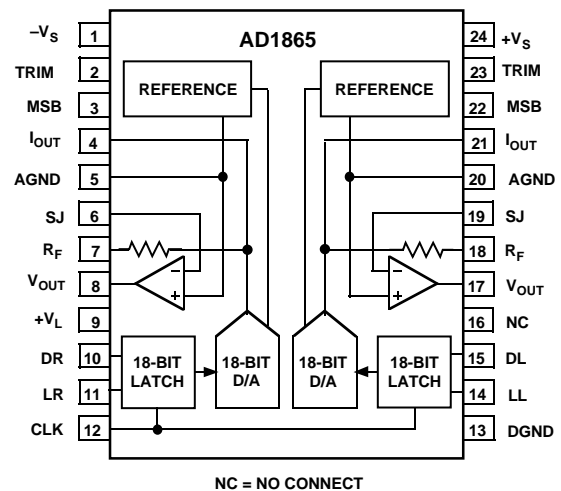 AD1865
–VS 1
TRIM 2
MSB 3
IOUT 4
AGND 5
SJ 6
RF 7
VOUT 8
+VL 9
DR 10
LR 11
CLK 12
24 +VS
23 TRIM
22 MSB
21 IOUT
20 AGND
19 SJ
18 RF
17 VOUT
16 NC
15 DL
14 LL
13 DGND
REFERENCE
REFERENCE
–
+
–
+
18-BIT
LATCH
18-BIT
D/A
18-BIT
D/A
18-BIT
LATCH
NC = NO CONNECT